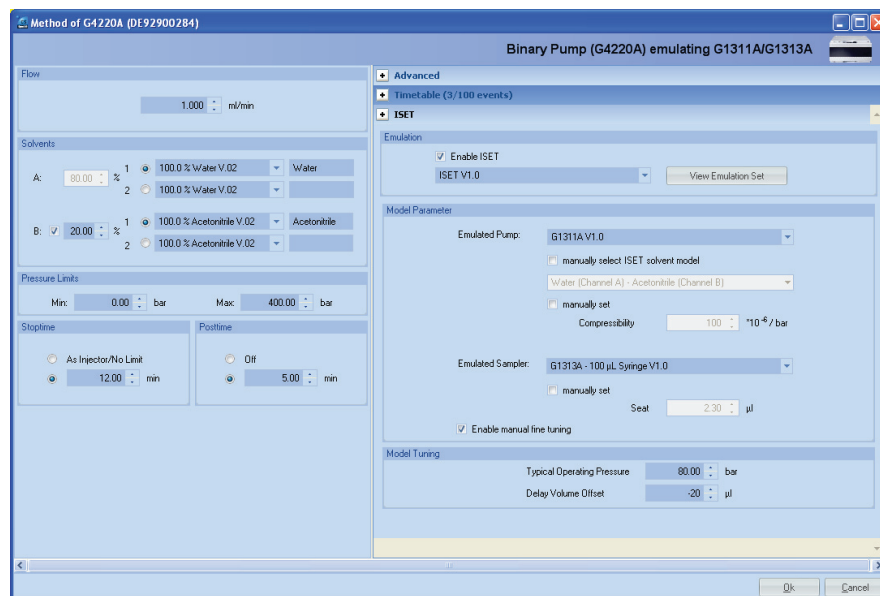 Method of G4220A (DE92900284)
Binary Pump (G4220A) emulating G1311A/G1313A
Flow
1.000 ml/min
Solvents
A: 80.00 % 1 100.0 % Water V.02 Water
2 100.0 % Water V.02
B: 20.00 % 1 100.0 % Acetonitrile V.02 Acetonitrile
2 100.0 % Acetonitrile V.02
Pressure Limits
Min: 0.00 bar Max: 400.00 bar
Stoptime
As Injector/No Limit
12.00 min
Posttime
Off
5.00 min
Advanced
Timetable (3/100 events)
ISET
Emulation
Enable ISET
ISET V1.0 View Emulation Set
Model Parameter
Emulated Pump: G1311A V1.0
manually select ISET solvent model
Water (Channel A) - Acetonitrile (Channel B)
manually set
Compressibility 100 *10⁻⁶ / bar
Emulated Sampler: G1313A - 100 µL Syringe V1.0
manually set
Seat 2.30 µl
Enable manual fine tuning
Model Tuning
Typical Operating Pressure 80.00 bar
Delay Volume Offset -20 µl
Ok Cancel